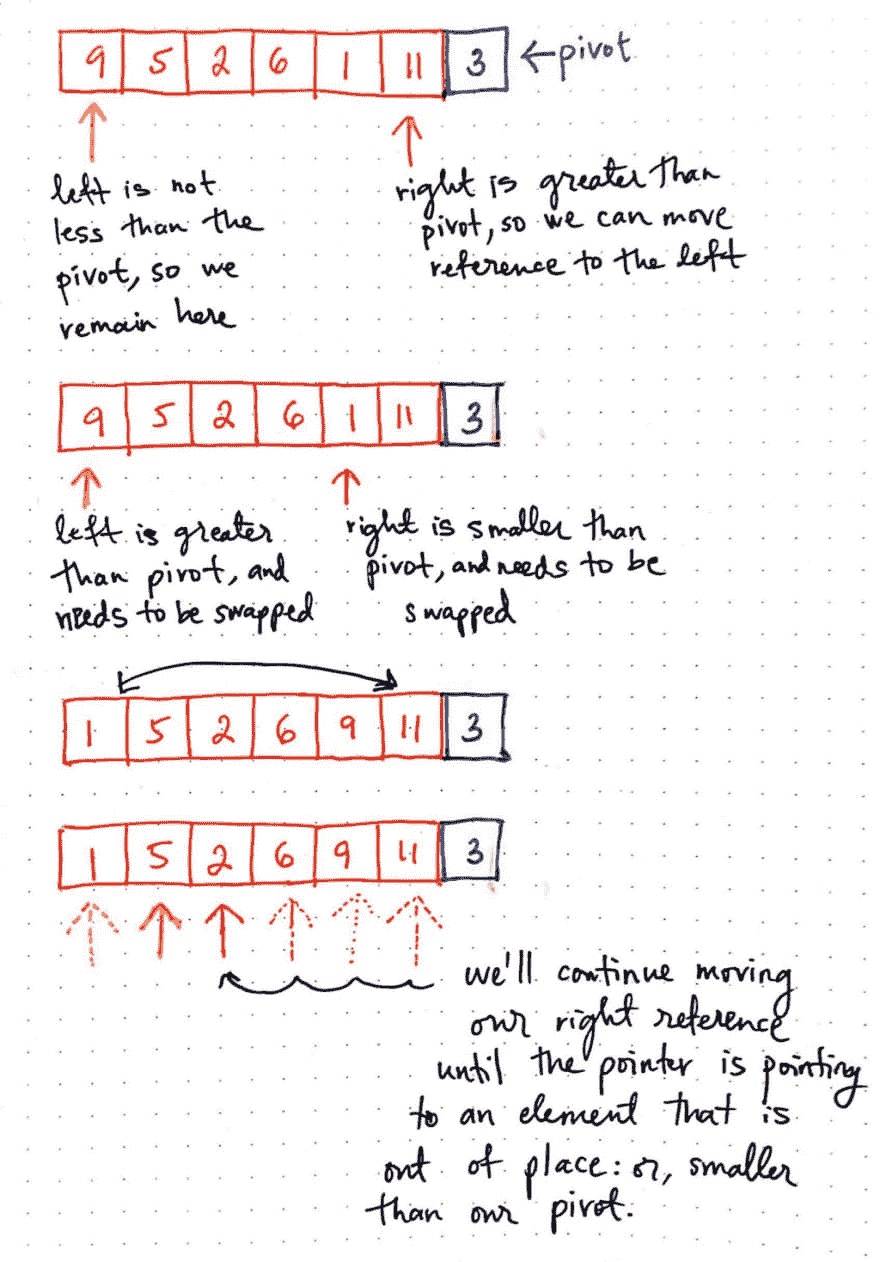 9 5 2 6 1 11 3 ←pivot
left is not
less than the
pivot, so we
remain here
right is greater than
pivot, so we can move
reference to the left
9 5 2 6 1 11 3
left is greater
than pivot, and
needs to be swapped
right is smaller than
pivot, and needs to be
swapped
1 5 2 6 9 11 3
1 5 2 6 9 11 3
we'll continue moving
our right reference
until the pointer is pointing
to an element that is
out of place: or, smaller
than our pivot.